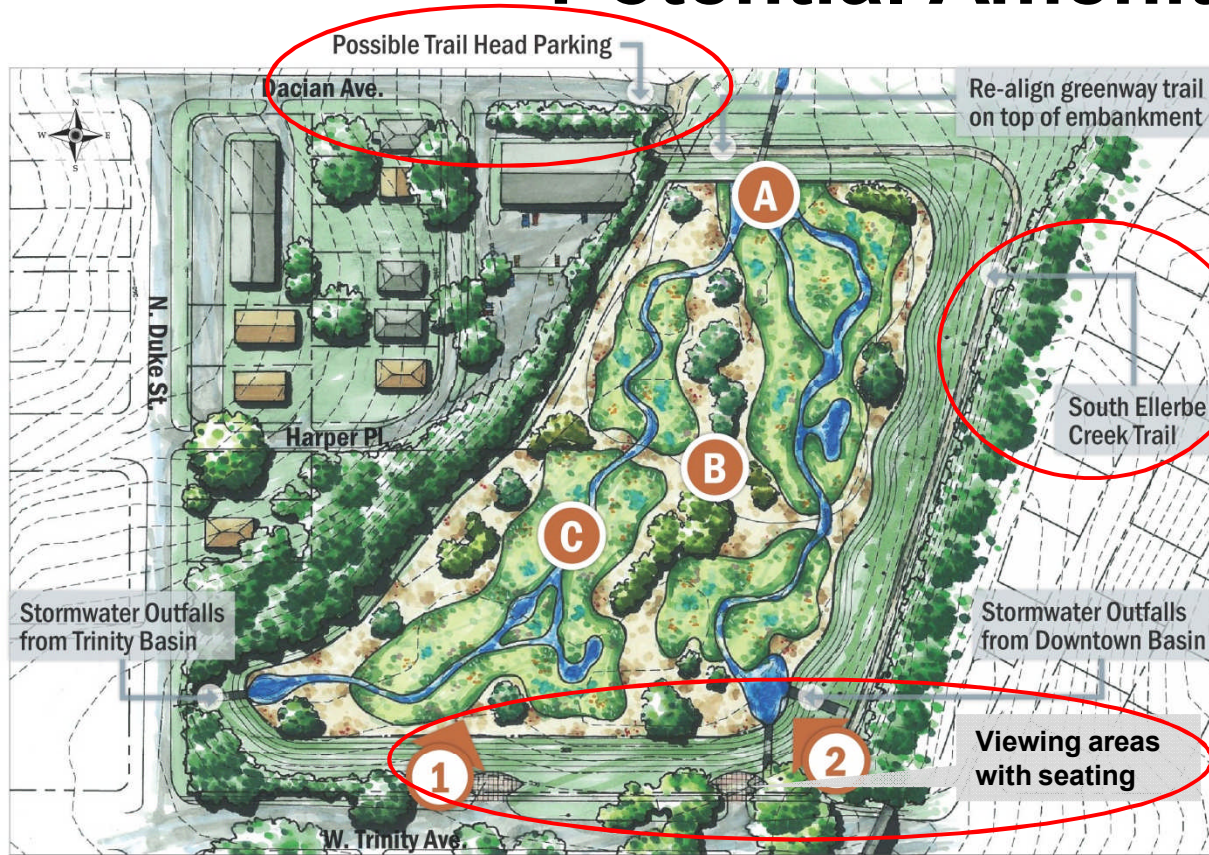 Possible Trail Head Parking
Dacian Ave.
Re-align greenway trail
on top of embankment
N
W E
S
A
N. Duke St.
South Ellerbe
Creek Trail
Harper Pl.
B
C
Stormwater Outfalls
from Trinity Basin
Stormwater Outfalls
from Downtown Basin
1
2
Viewing areas
with seating
W. Trinity Ave.